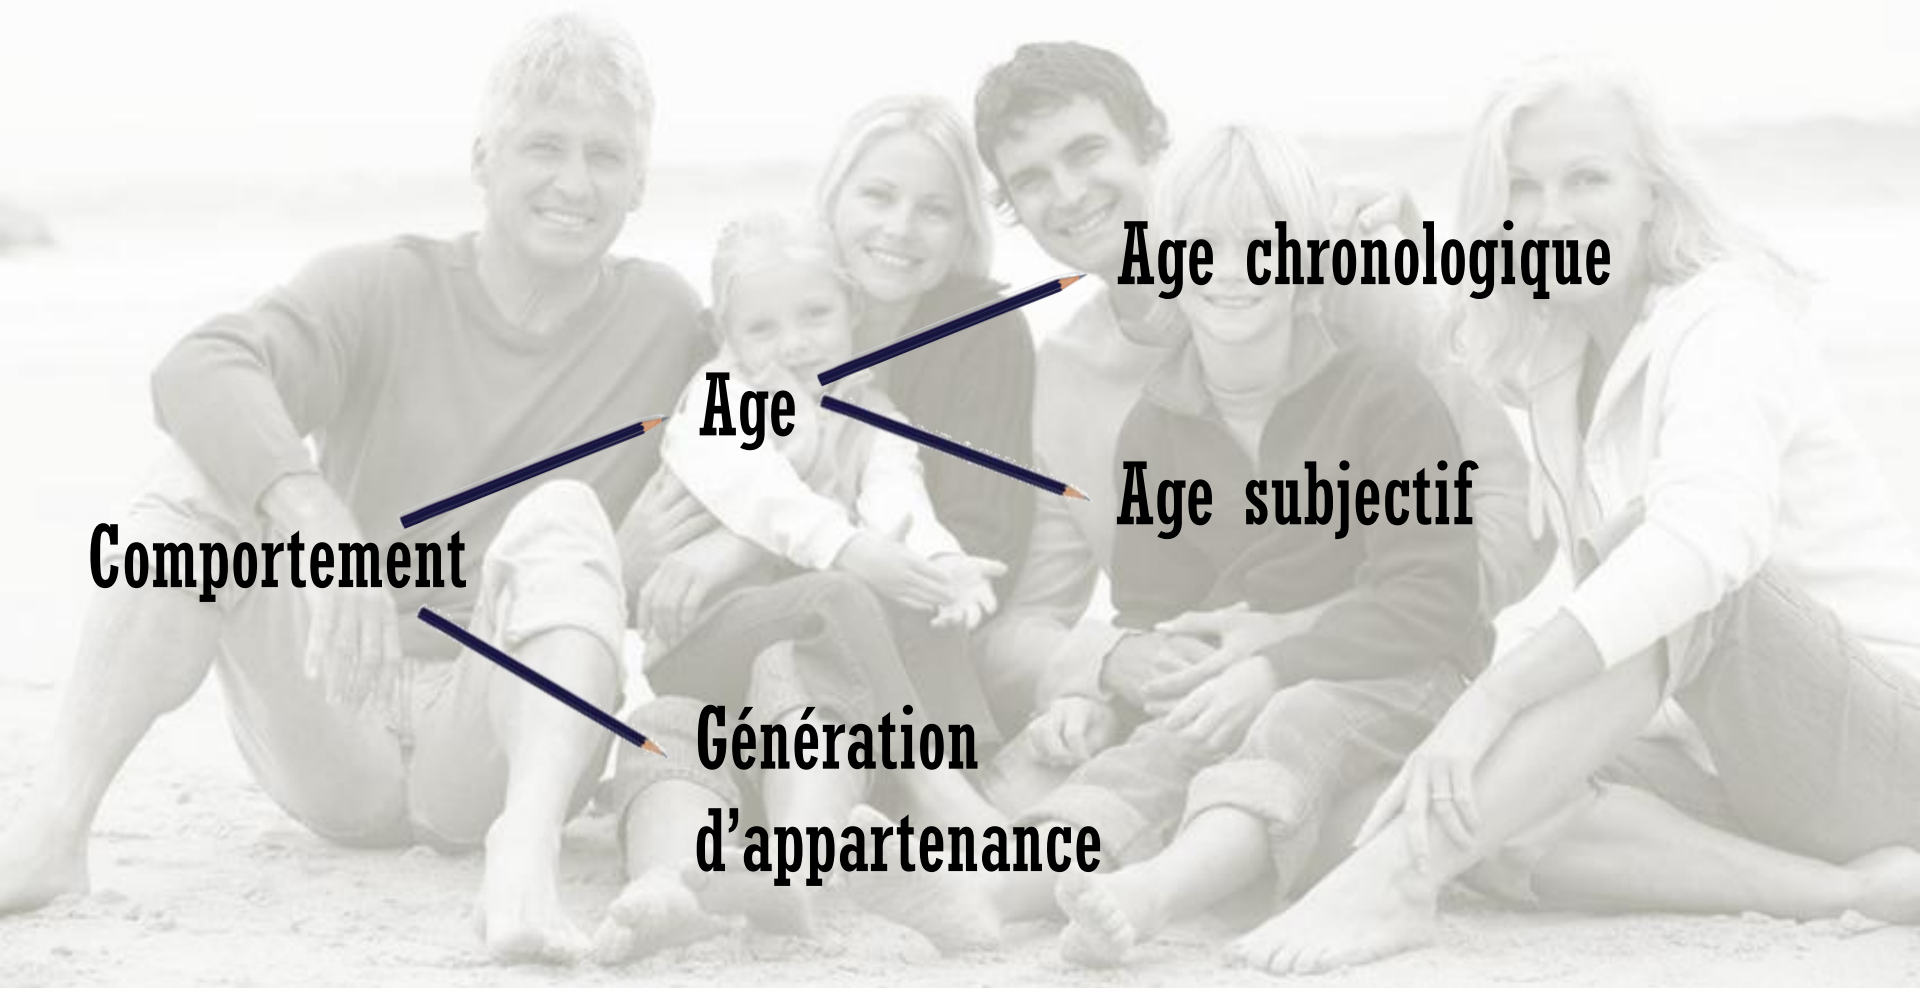 Age chronologique
Age
Age subjectif
Comportement
Génération
d’appartenance